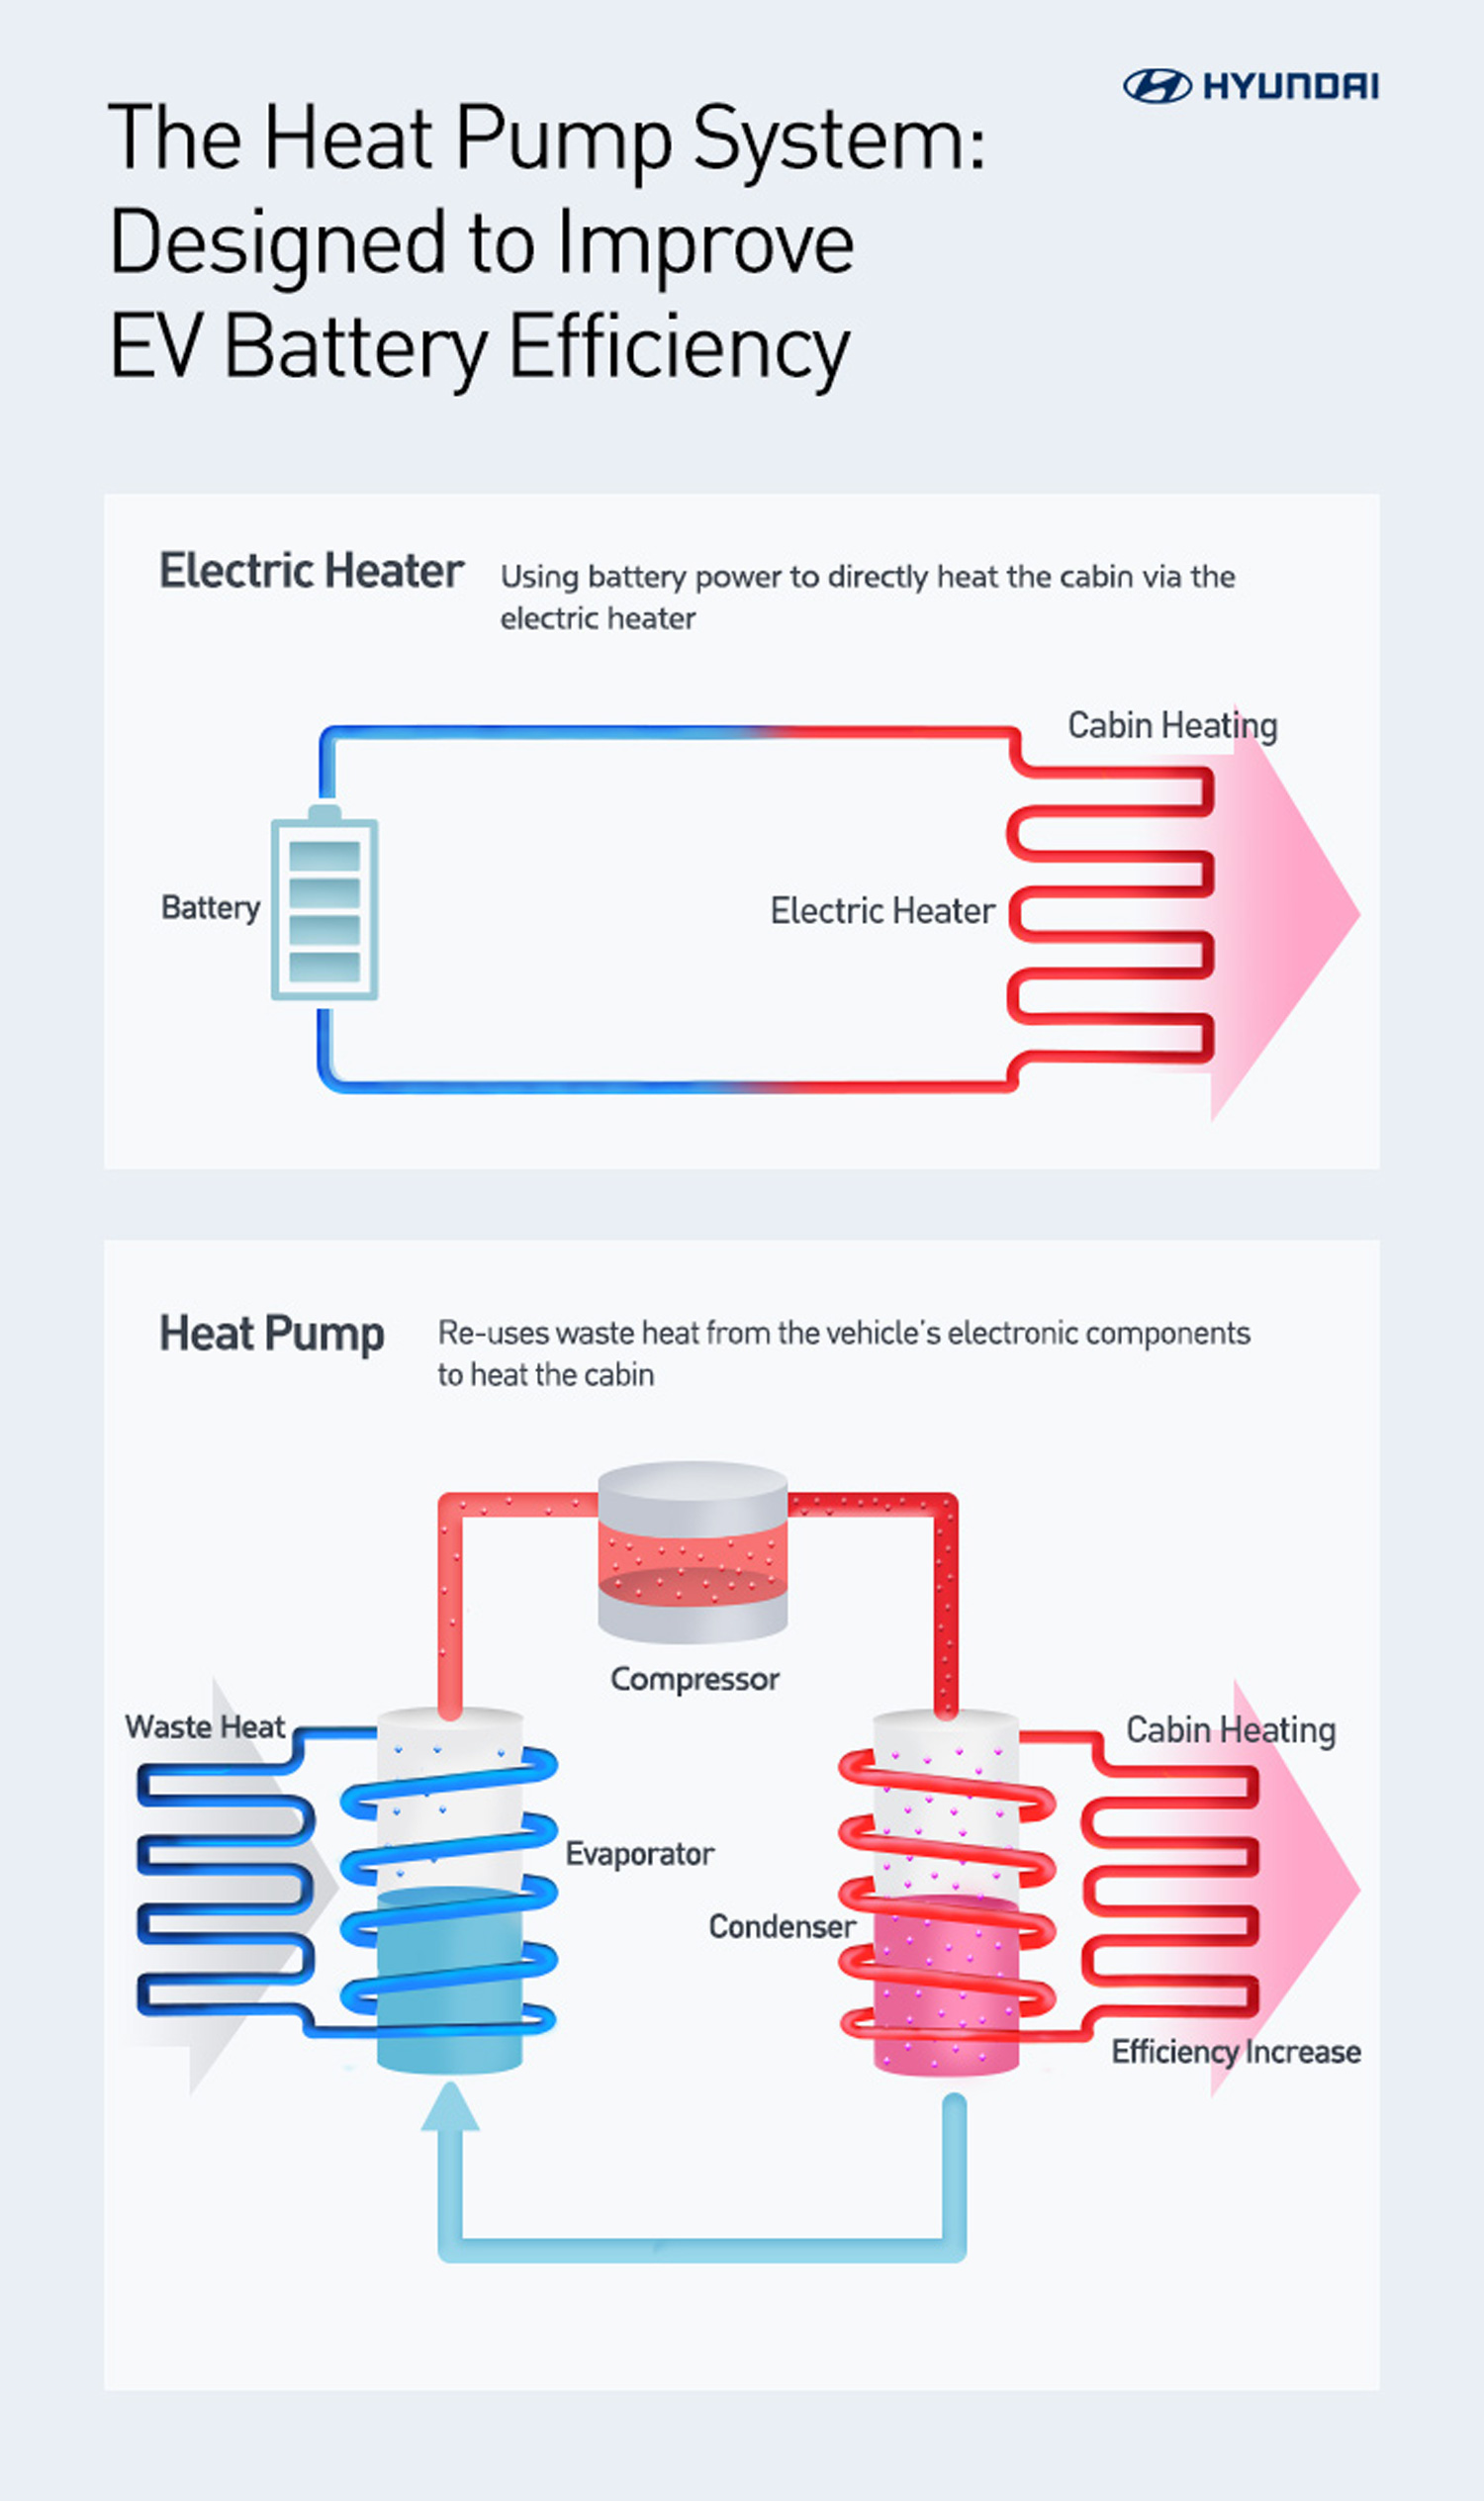 HYUNDAI
The Heat Pump System:
Designed to Improve
EV Battery Efficiency
Electric Heater
Using battery power to directly heat the cabin via the
electric heater
Cabin Heating
Battery
Electric Heater
Heat Pump
Re-uses waste heat from the vehicle's electronic components
to heat the cabin
Compressor
Waste Heat
Cabin Heating
Evaporator
Condenser
Efficiency Increase